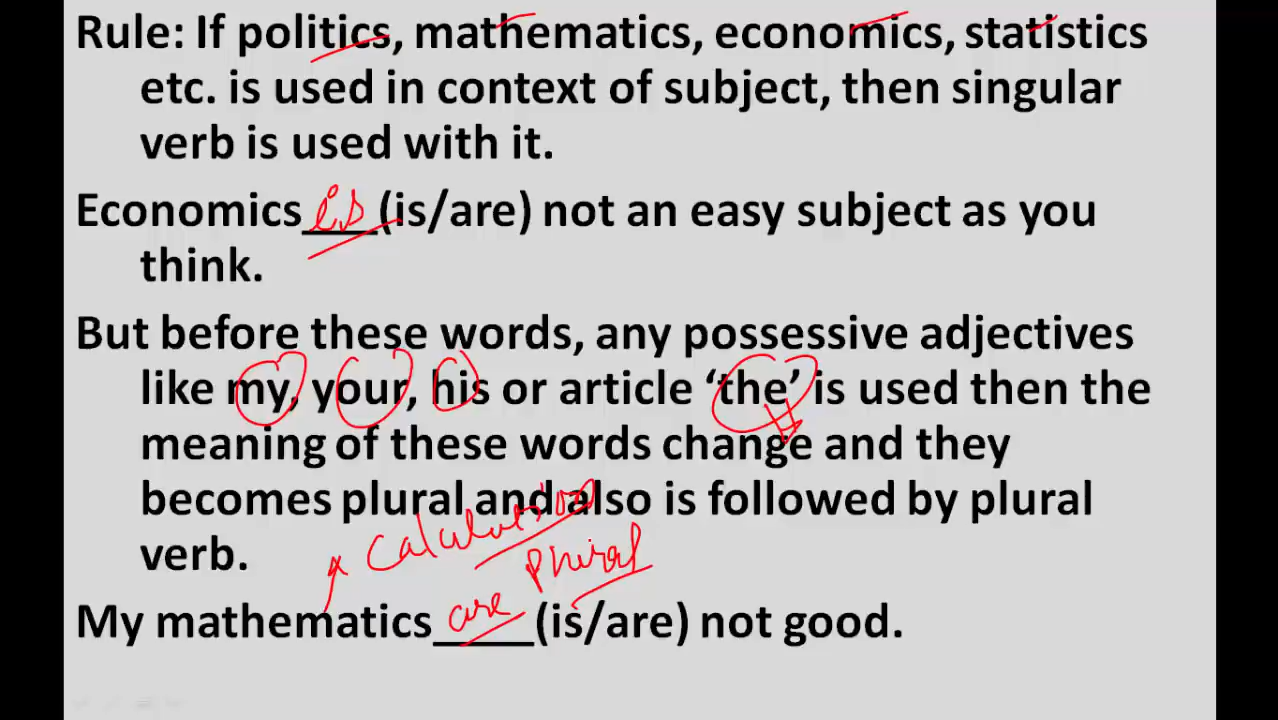 Rule: If politics, mathematics, economics, statistics
etc. is used in context of subject, then singular
verb is used with it.
Economics is (is/are) not an easy subject as you
think.
But before these words, any possessive adjectives
like my, your, his or article ‘the’ is used then the
meaning of these words change and they
becomes plural and also is followed by plural
verb.
Calculation
plural
My mathematics are (is/are) not good.